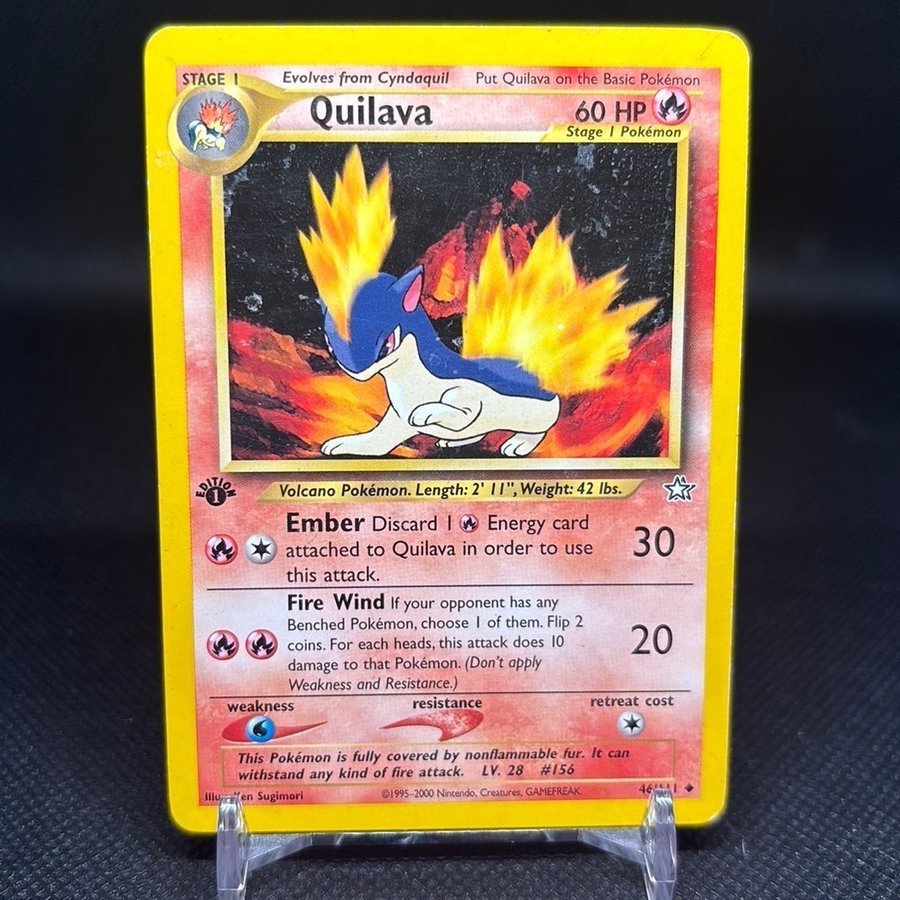 STAGE 1 Evolves from Cyndaquil Put Quilava on the Basic Pokémon
Quilava 60 HP
Stage 1 Pokémon
EDITION
1
Volcano Pokémon. Length: 2' 11", Weight: 42 lbs.
Ember Discard 1 Energy card
attached to Quilava in order to use
this attack.
30
Fire Wind If your opponent has any
Benched Pokémon, choose 1 of them. Flip 2
coins. For each heads, this attack does 10
damage to that Pokémon. (Don't apply
Weakness and Resistance.)
20
weakness resistance retreat cost
This Pokémon is fully covered by nonflammable fur. It can
withstand any kind of fire attack. LV. 28 #156
Ken Sugimori ©1995-2000 Nintendo, Creatures, GAMEFREAK. 46/111